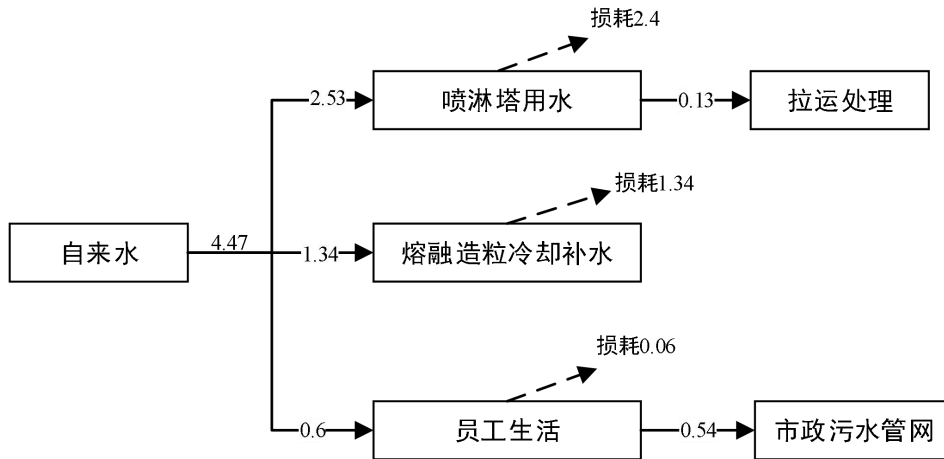 损耗2.4
2.53
喷淋塔用水
0.13
拉运处理
损耗1.34
自来水
4.47
1.34
熔融造粒冷却补水
损耗0.06
0.6
员工生活
0.54
市政污水管网